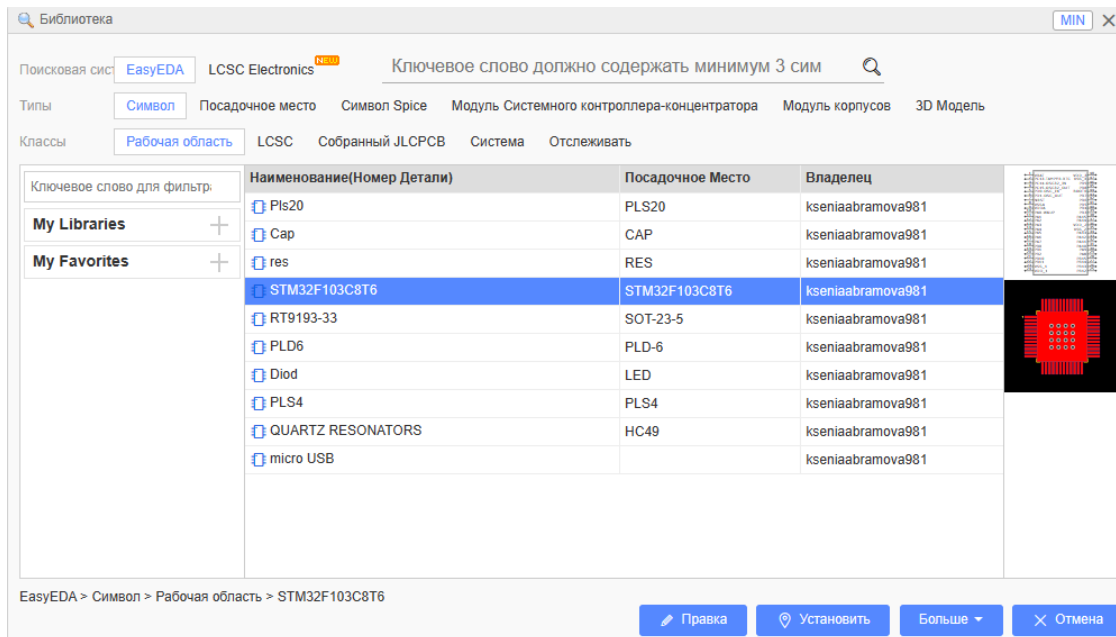 Библиотека
MIN
Поисковая сист EasyEDA LCSC Electronics NEW Ключевое слово должно содержать минимум 3 сим
Типы Символ Посадочное место Символ Spice Модуль Системного контроллера-концентратора Модуль корпусов 3D Модель
Классы Рабочая область LCSC Собранный JLCPCB Система Отслеживать
Ключевое слово для фильтр
My Libraries
My Favorites
Наименование(Номер Детали) Посадочное Место Владелец
Pls20 PLS20 kseniaabramova981
Cap CAP kseniaabramova981
res RES kseniaabramova981
STM32F103C8T6 STM32F103C8T6 kseniaabramova981
RT9193-33 SOT-23-5 kseniaabramova981
PLD6 PLD-6 kseniaabramova981
Diod LED kseniaabramova981
PLS4 PLS4 kseniaabramova981
QUARTZ RESONATORS HC49 kseniaabramova981
micro USB kseniaabramova981
EasyEDA > Символ > Рабочая область > STM32F103C8T6
Правка Установить Больше Отмена